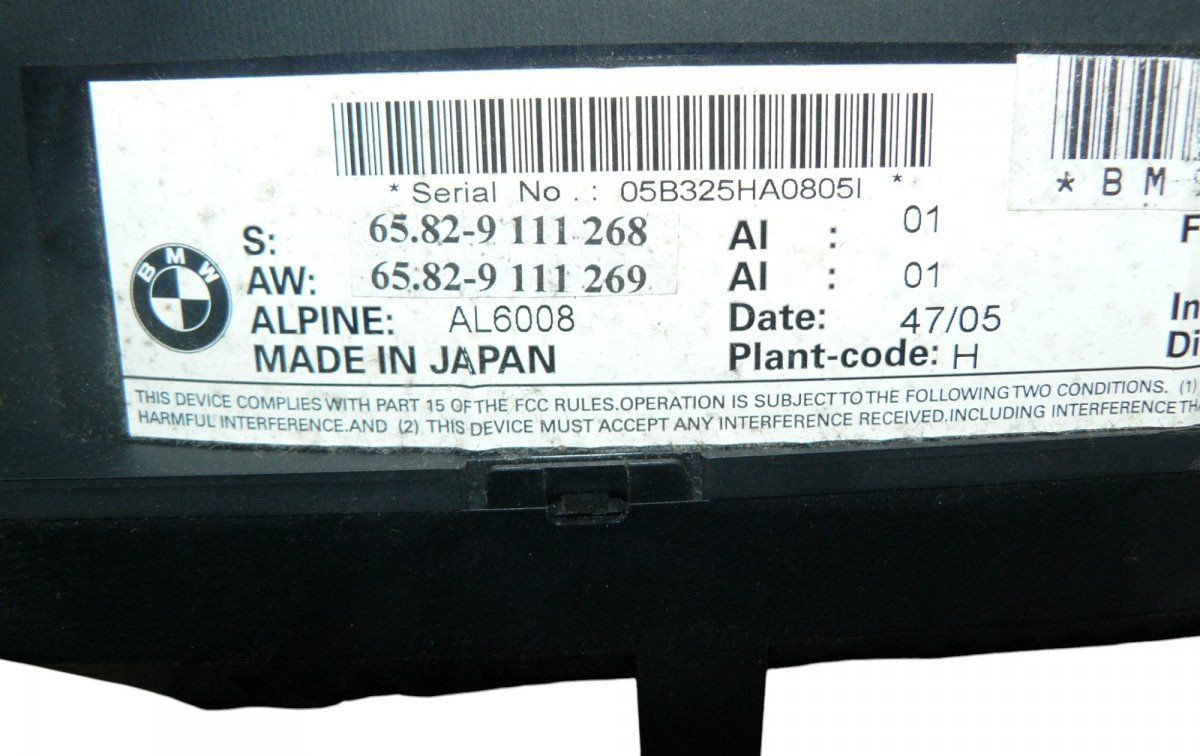 * Serial No . : 05B325HA0805I *
* B M
S: 65.82-9 111 268 AI : 01
AW: 65.82-9 111 269 AI : 01
BMW
ALPINE: AL6008 Date: 47/05
MADE IN JAPAN Plant-code: H
F
In
Di
THIS DEVICE COMPLIES WITH PART 15 OF THE FCC RULES.OPERATION IS SUBJECT TO THE FOLLOWING TWO CONDITIONS. (1)
HARMFUL INTERFERENCE.AND (2) THIS DEVICE MUST ACCEPT ANY INTERFERENCE RECEIVED.INCLUDING INTERFERENCE THA